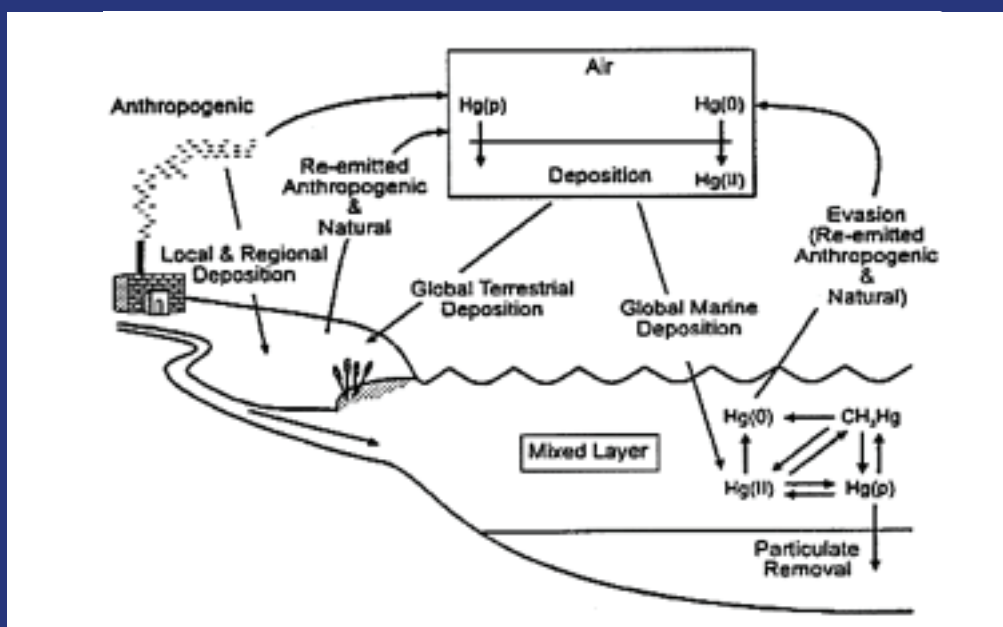 Air
Anthropogenic
Hg(p)
Hg(0)
Re-emitted
Anthropogenic
&
Natural
Deposition
Hg(II)
Local & Regional
Deposition
Evasion
(Re-emitted
Anthropogenic
&
Natural)
Global Terrestrial
Deposition
Global Marine
Deposition
Hg(0)
CH₃Hg
Mixed Layer
Hg(II)
Hg(p)
Particulate
Removal